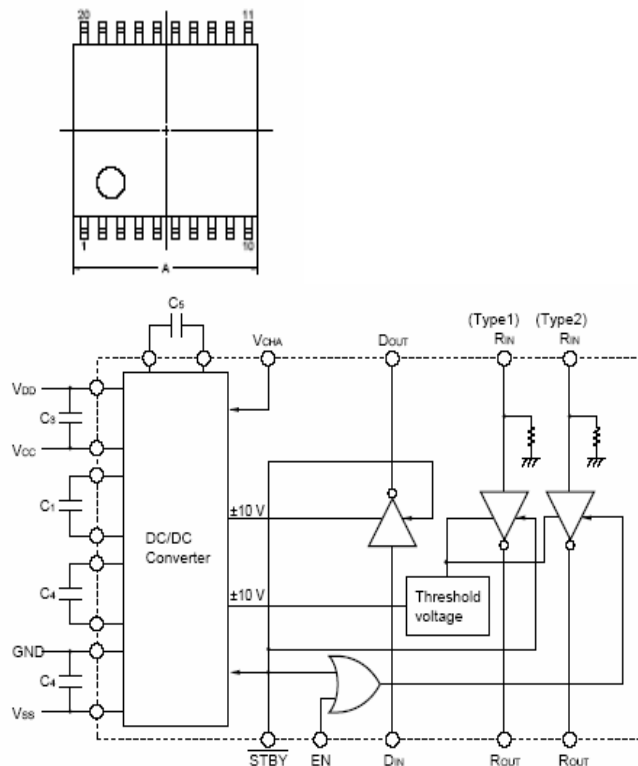 20 11
1 10
A
C5
VCHA
DOUT
(Type1)
RIN
(Type2)
RIN
VDD
C3
VCC
C1
±10 V
DC/DC
Converter
C4
±10 V
Threshold
voltage
GND
C4
VSS
STBY
EN
DIN
ROUT
ROUT